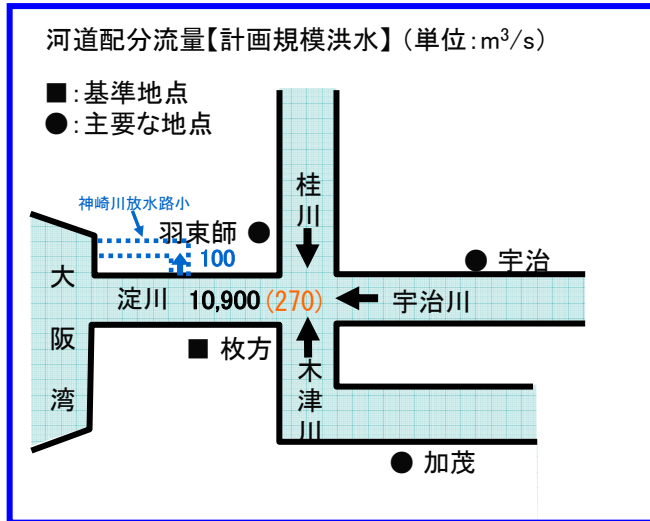 河道配分流量【計画規模洪水】（単位：m³/s）
■：基準地点
●：主要な地点
神崎川放水路小
羽束師
100
桂川
宇治
大阪湾
淀川
10,900 (270)
宇治川
枚方
木津川
加茂